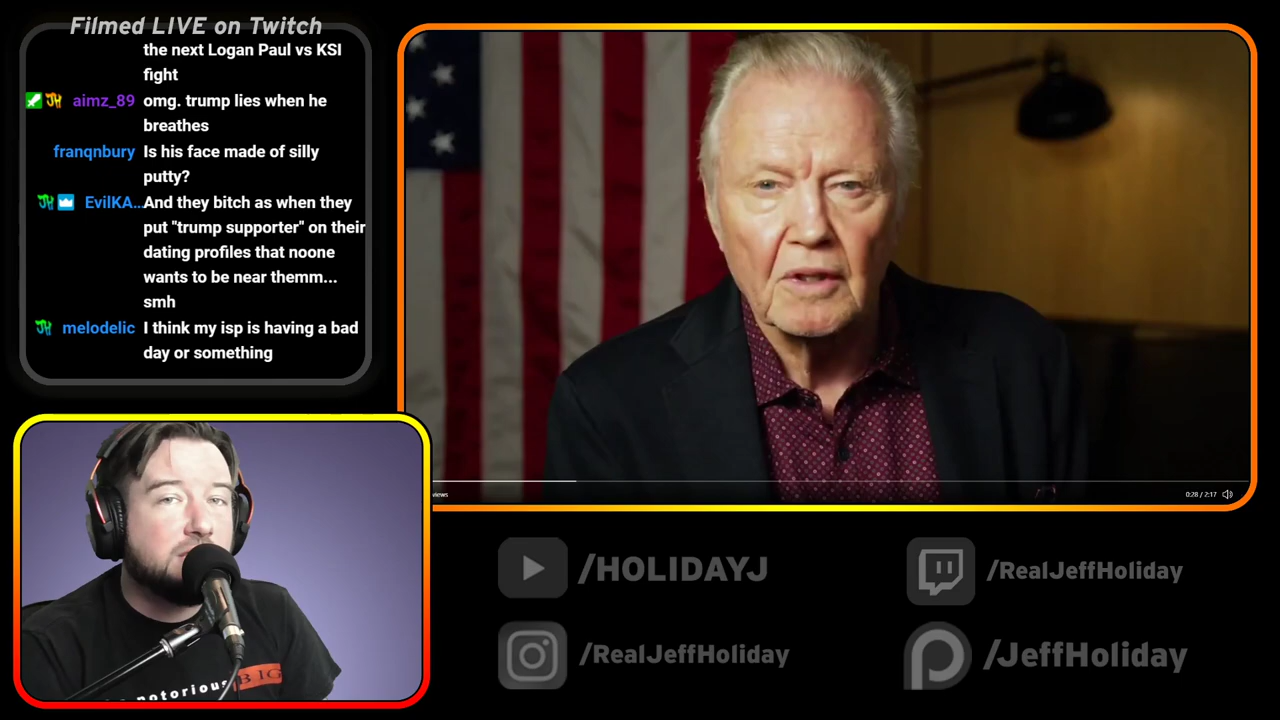 Filmed LIVE on Twitch
the next Logan Paul vs KSI
fight
aimz_89 omg. trump lies when he
breathes
franqnbury Is his face made of silly
putty?
EvilKA... And they bitch as when they
put "trump supporter" on their
dating profiles that noone
wants to be near themm...
smh
melodelic I think my isp is having a bad
day or something
views
0:28 / 2:17
notorious BIG
/HOLIDAYJ
/RealJeffHoliday
/RealJeffHoliday
/JeffHoliday